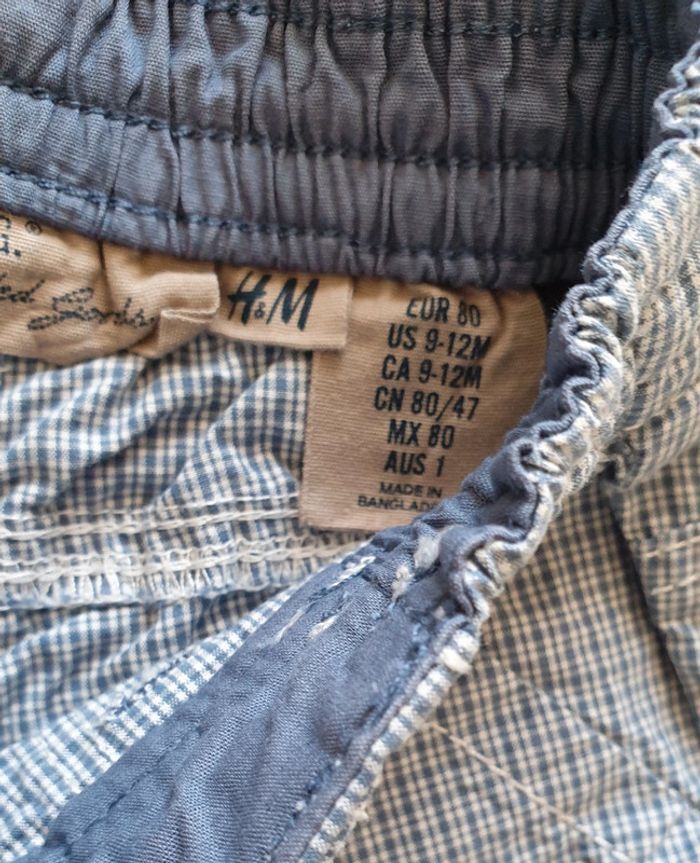 H&M
EUR 80
US 9-12M
CA 9-12M
CN 80/47
MX 80
AUS 1
MADE IN